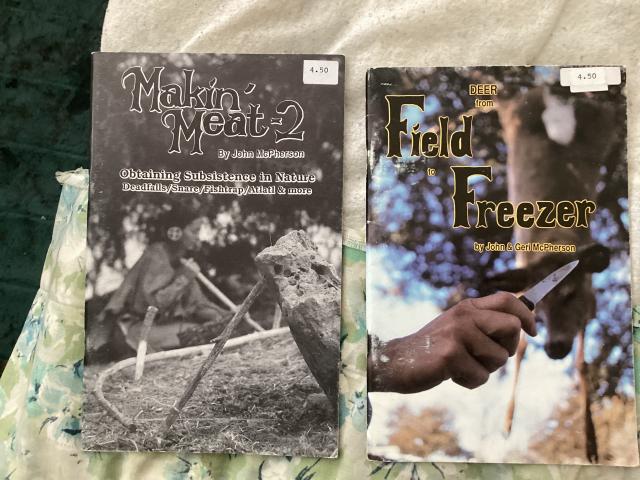 4.50
Makin'
Meat-2
By John McPherson
Obtaining Subsistence in Nature
Deadfalls/Snare/Fishtrap/Atlatl & more
4.50
DEER
from
Field
to
Freezer
by John & Geri McPherson